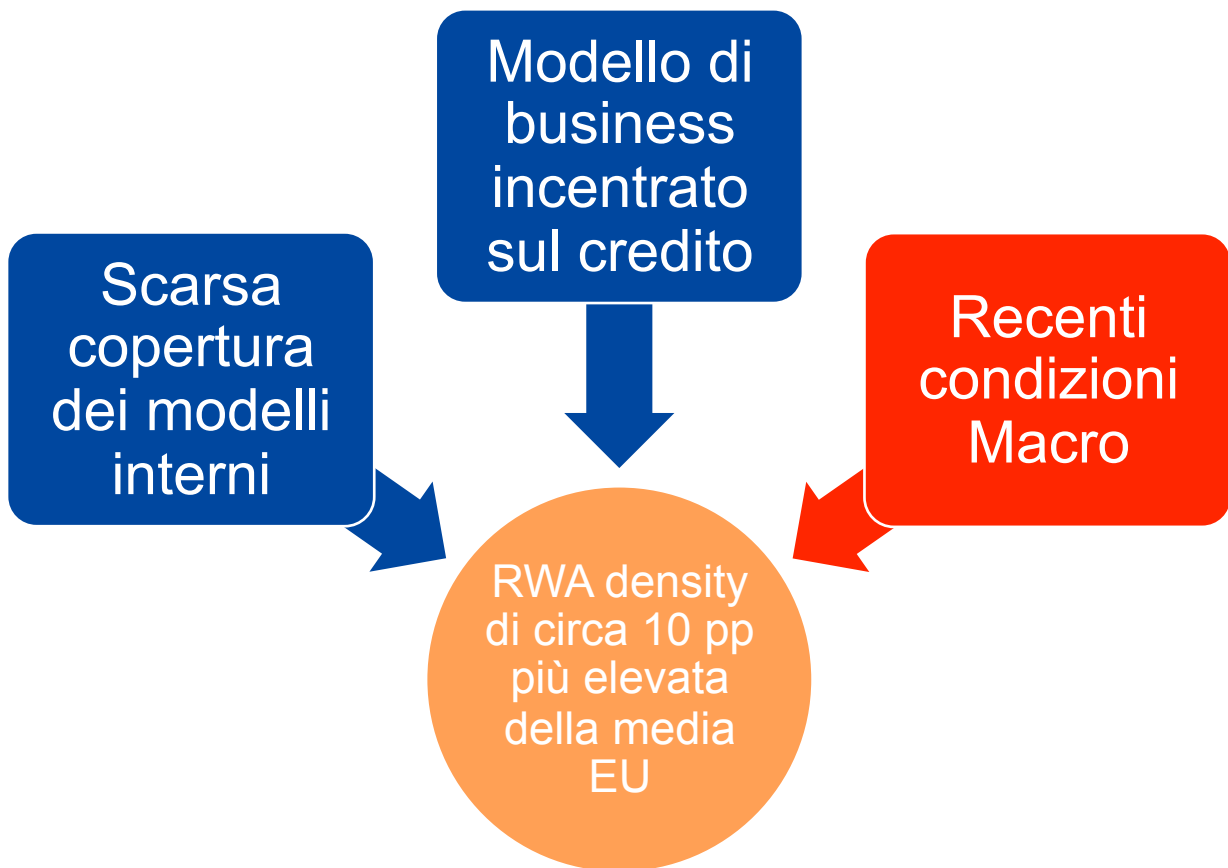 Modello di
business
incentrato
sul credito
Scarsa
copertura
dei modelli
interni
Recenti
condizioni
Macro
RWA density
di circa 10 pp
più elevata
della media
EU